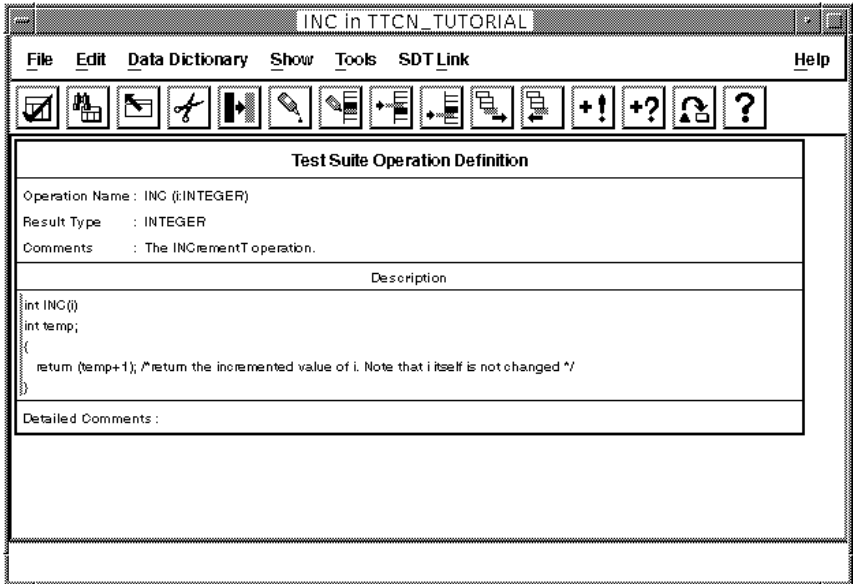 INC in TTCN_TUTORIAL
File Edit Data Dictionary Show Tools SDT Link Help
+! +? ?
Test Suite Operation Definition
Operation Name : INC (i:INTEGER)
Result Type : INTEGER
Comments : The INCrementT operation.
Description
int INC(i)
int temp;
{
return (temp+1); /*return the incremented value of i. Note that i itself is not changed */
}
Detailed Comments :